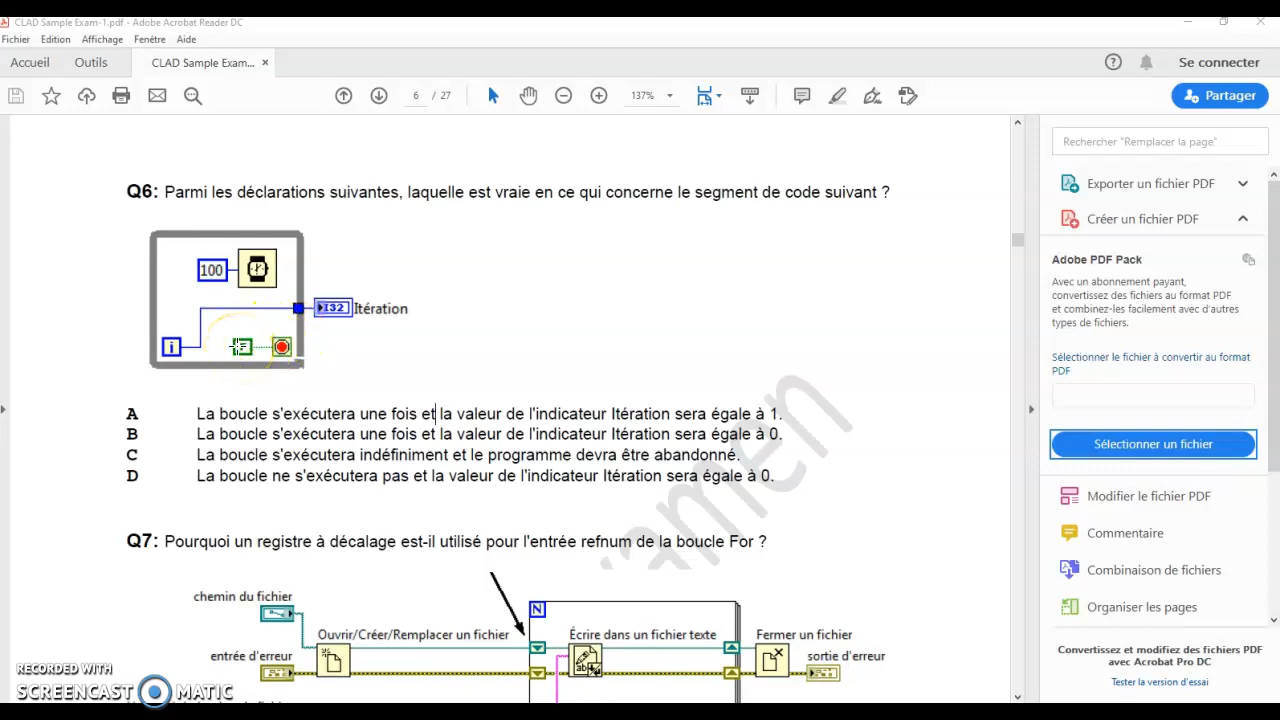 CLAD Sample Exam-1.pdf - Adobe Acrobat Reader DC
Fichier Edition Affichage Fenêtre Aide
Accueil Outils CLAD Sample Exam... × Se connecter
6 / 27 137% Partager
Q6: Parmi les déclarations suivantes, laquelle est vraie en ce qui concerne le segment de code suivant ?
100
I32 Itération
i F
A La boucle s'exécutera une fois et la valeur de l'indicateur Itération sera égale à 1.
B La boucle s'exécutera une fois et la valeur de l'indicateur Itération sera égale à 0.
C La boucle s'exécutera indéfiniment et le programme devra être abandonné.
D La boucle ne s'exécutera pas et la valeur de l'indicateur Itération sera égale à 0.
Q7: Pourquoi un registre à décalage est-il utilisé pour l'entrée refnum de la boucle For ?
chemin du fichier
N
Ouvrir/Créer/Remplacer un fichier Écrire dans un fichier texte Fermer un fichier
entrée d'erreur sortie d'erreur
Rechercher "Remplacer la page"
Exporter un fichier PDF
Créer un fichier PDF
Adobe PDF Pack
Avec un abonnement payant,
convertissez des fichiers au format PDF
et combinez-les facilement avec d'autres
types de fichiers.
Sélectionner le fichier à convertir au format
PDF
Sélectionner un fichier
Modifier le fichier PDF
Commentaire
Combinaison de fichiers
Organiser les pages
Convertissez et modifiez des fichiers PDF
avec Acrobat Pro DC
Tester la version d'essai
RECORDED WITH
SCREENCAST MATIC